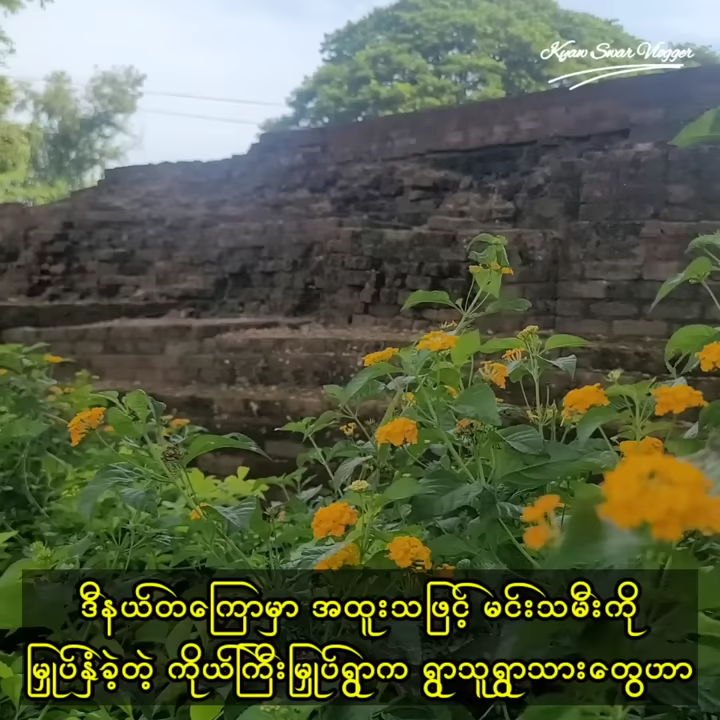 Kyaw Swar Vlogger
ဒီနယ်တကြောမှာ အထူးသဖြင့် မင်းသမီးကို
မြှုပ်နှံခဲ့တဲ့ ကိုယ်ကြီးမြှုပ်ရွာက ရွာသူရွာသားတွေဟာ